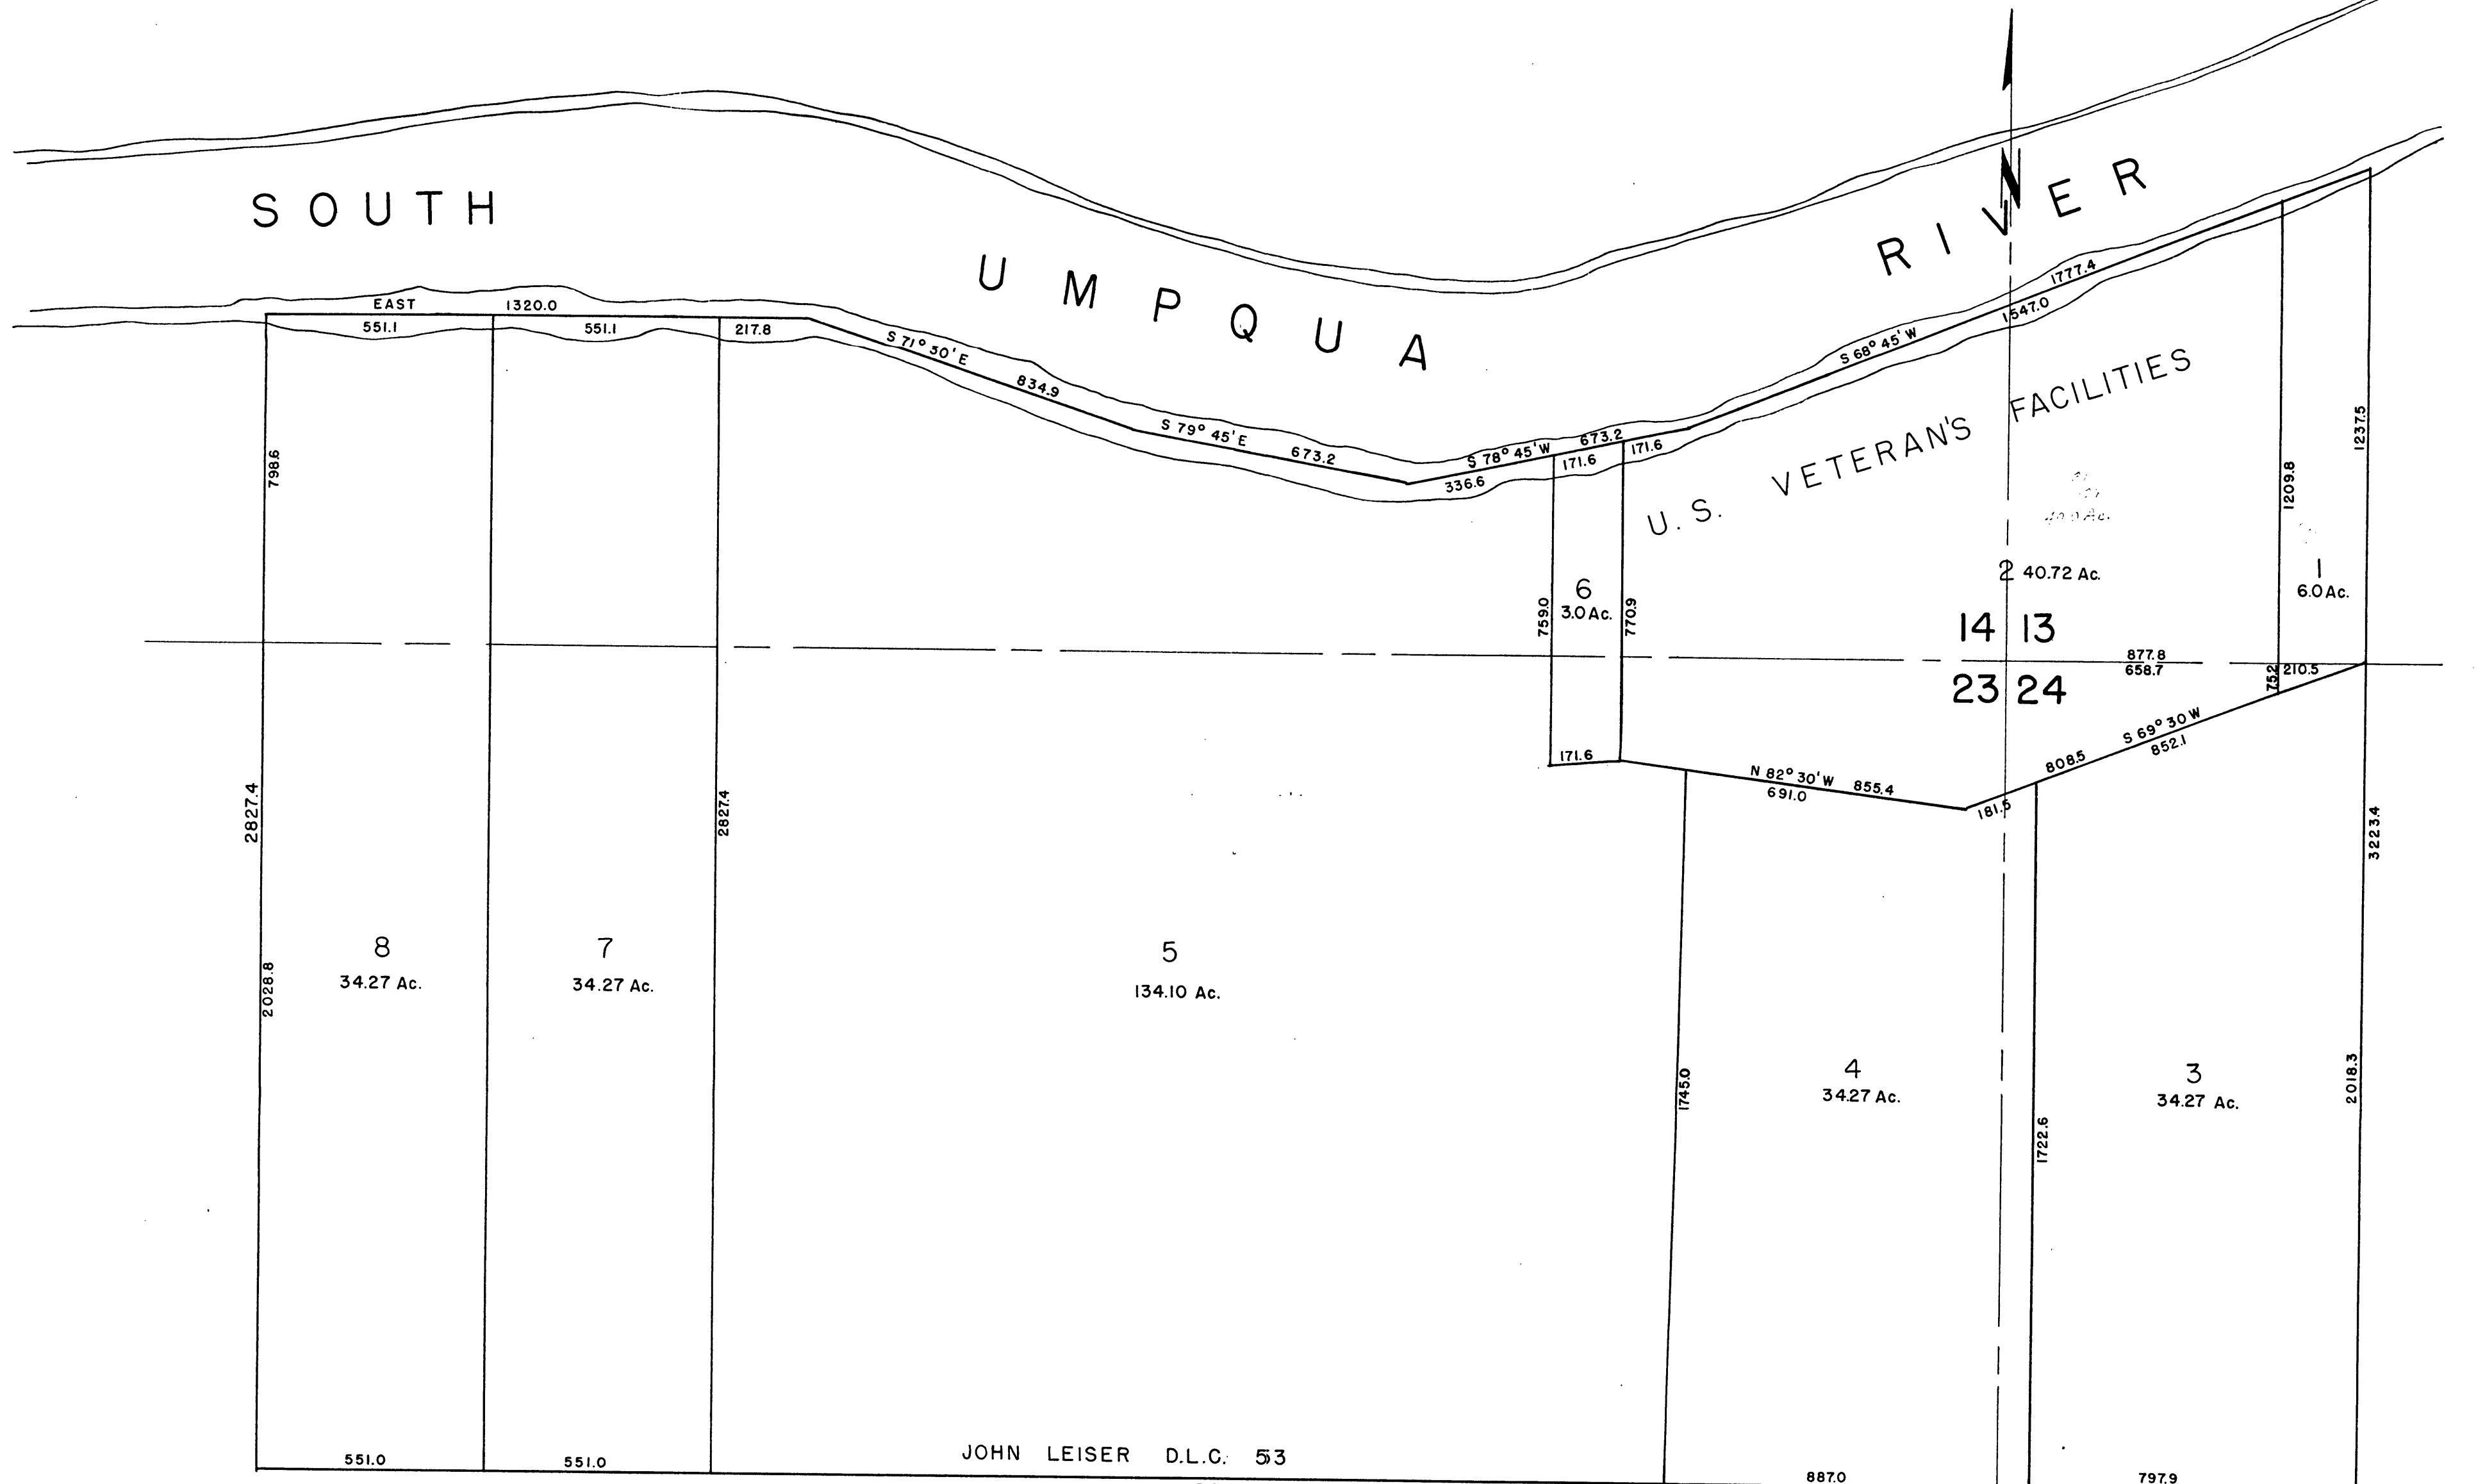 N
SOUTH
UMPQUA
RIVER
EAST 1320.0
551.1
551.1
217.8
S 71° 30' E
834.9
S 79° 45' E
673.2
S 78° 45' W
673.2
336.6
171.6
171.6
S 68° 45' W
1777.4
1547.0
U.S. VETERAN'S FACILITIES
798.6
1237.5
1209.8
6
3.0 Ac.
759.0
770.9
2 40.72 Ac.
1
6.0 Ac.
14 13
23 24
877.8
658.7
75.2
210.5
171.6
N 82° 30' W 855.4
691.0
S 69° 30 W
808.5
852.1
181.5
2827.4
2827.4
3223.4
8
34.27 Ac.
7
34.27 Ac.
5
134.10 Ac.
4
34.27 Ac.
3
34.27 Ac.
2028.8
1745.0
1722.6
2018.3
JOHN LEISER D.L.C. 53
551.0
551.0
887.0
797.9